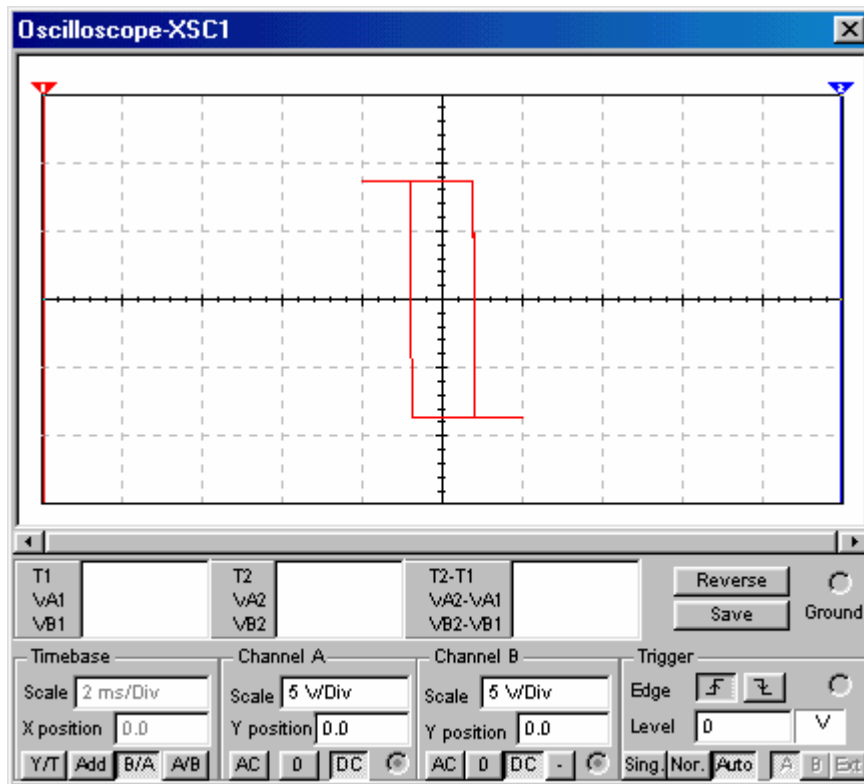 Oscilloscope-XSC1
1 2
T1 T2 T2-T1
VA1 VA2 VA2-VA1
VB1 VB2 VB2-VB1
Reverse
Save
Ground
Timebase Channel A Channel B Trigger
Scale 2 ms/Div Scale 5 V/Div Scale 5 V/Div Edge
X position 0.0 Y position 0.0 Y position 0.0 Level 0 V
Y/T Add B/A A/B AC 0 DC AC 0 DC - Sing. Nor. Auto A B Ext